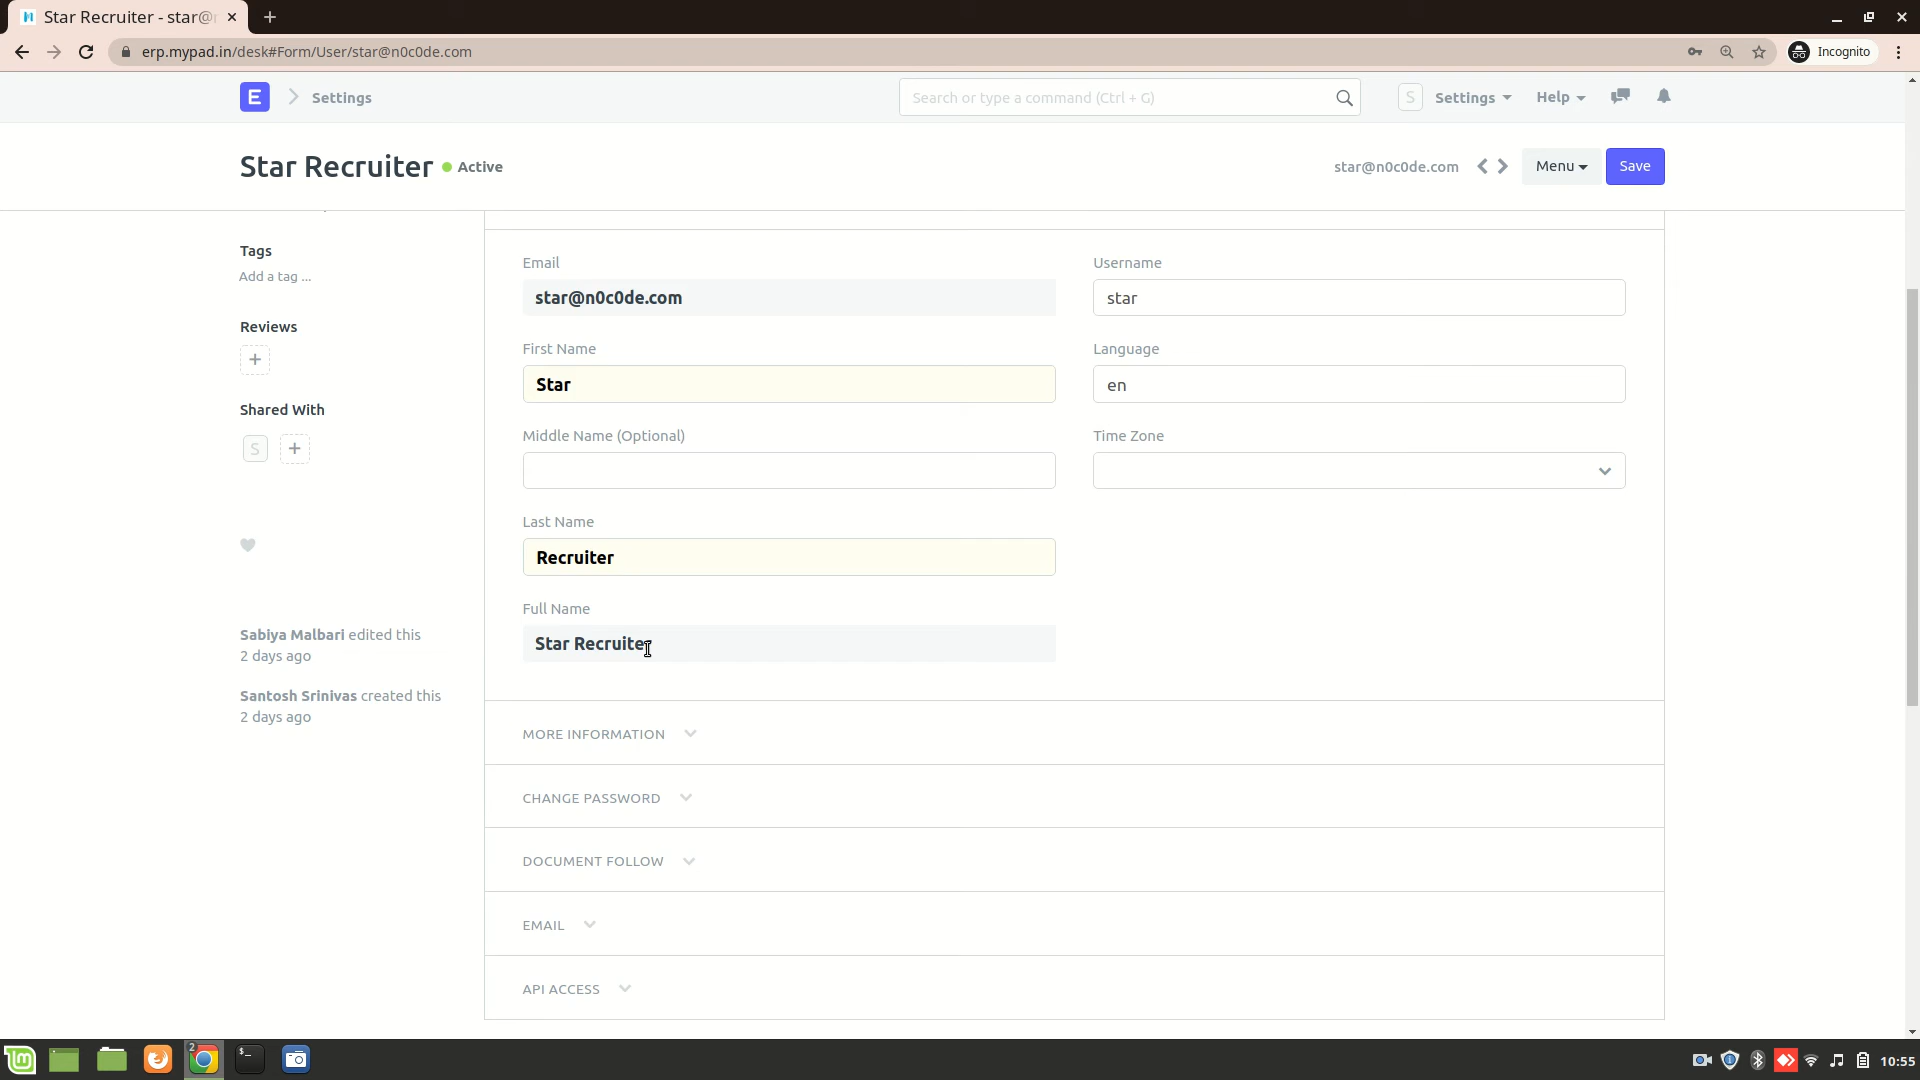 Star Recruiter - star@n
erp.mypad.in/desk#Form/User/star@n0c0de.com
Incognito
E
Settings
Search or type a command (Ctrl + G)
S
Settings
Help
Star Recruiter
Active
star@n0c0de.com
Menu
Save
Tags
Add a tag ...
Reviews
+
Shared With
S
+
Sabiya Malbari edited this
2 days ago
Santosh Srinivas created this
2 days ago
Email
star@n0c0de.com
Username
star
First Name
Star
Language
en
Middle Name (Optional)
Time Zone
Last Name
Recruiter
Full Name
Star Recruiter
MORE INFORMATION
CHANGE PASSWORD
DOCUMENT FOLLOW
EMAIL
API ACCESS
2
10:55